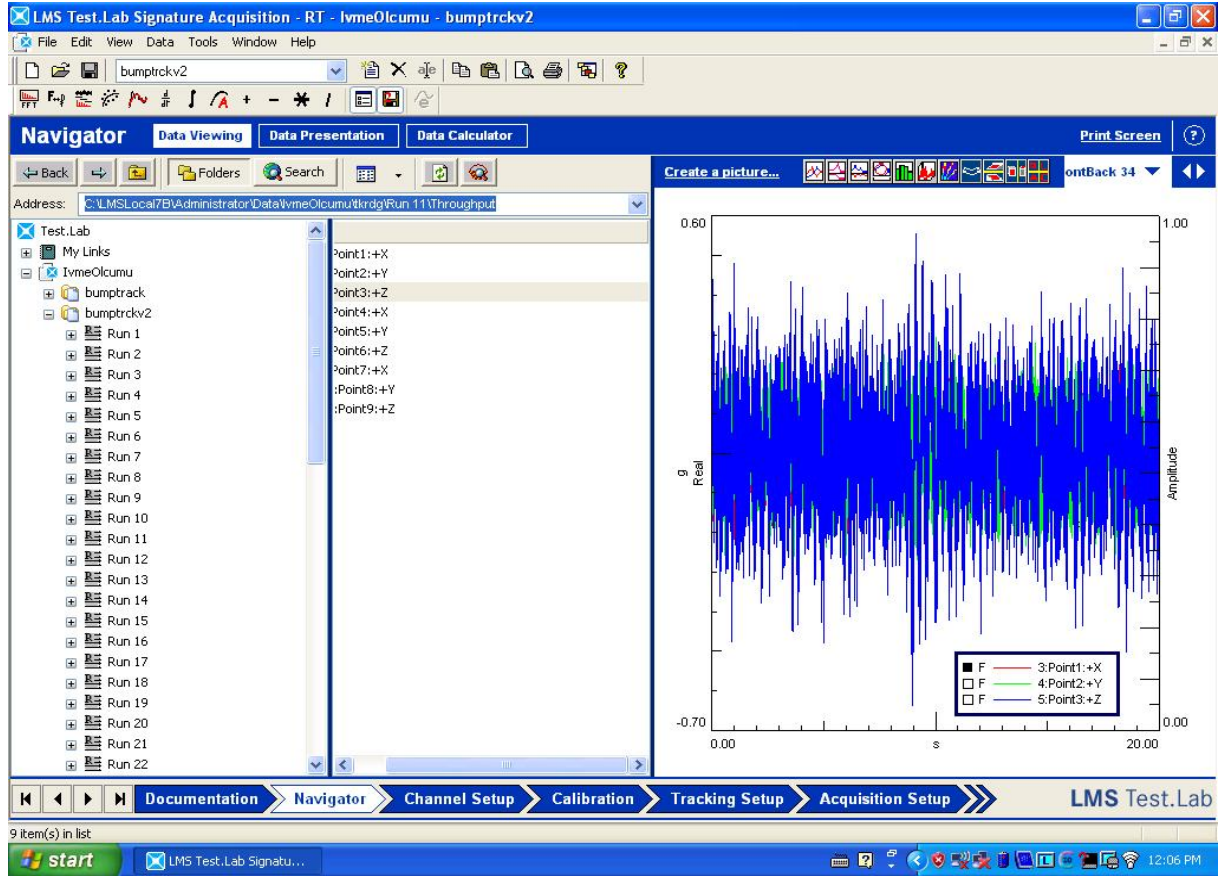 LMS Test.Lab Signature Acquisition - RT - IvmeOlcumu - bumptrckv2
File Edit View Data Tools Window Help
bumptrckv2
Navigator Data Viewing Data Presentation Data Calculator Print Screen
Back Folders Search
Create a picture... ontBack 34
Address: C:\LMSLocal7B\Administrator\Data\IvmeOlcumu\tkrdg\Run 11\Throughput
Test.Lab
My Links
IvmeOlcumu
bumptrack
bumptrckv2
Run 1
Run 2
Run 3
Run 4
Run 5
Run 6
Run 7
Run 8
Run 9
Run 10
Run 11
Run 12
Run 13
Run 14
Run 15
Run 16
Run 17
Run 18
Run 19
Run 20
Run 21
Run 22
Point1:+X
Point2:+Y
Point3:+Z
Point4:+X
Point5:+Y
Point6:+Z
Point7:+X
:Point8:+Y
:Point9:+Z
0.60 1.00
g
Real
Amplitude
F 3:Point1:+X
F 4:Point2:+Y
F 5:Point3:+Z
-0.70 0.00
0.00 s 20.00
Documentation Navigator Channel Setup Calibration Tracking Setup Acquisition Setup LMS Test.Lab
9 item(s) in list
start LMS Test.Lab Signatu... 12:06 PM